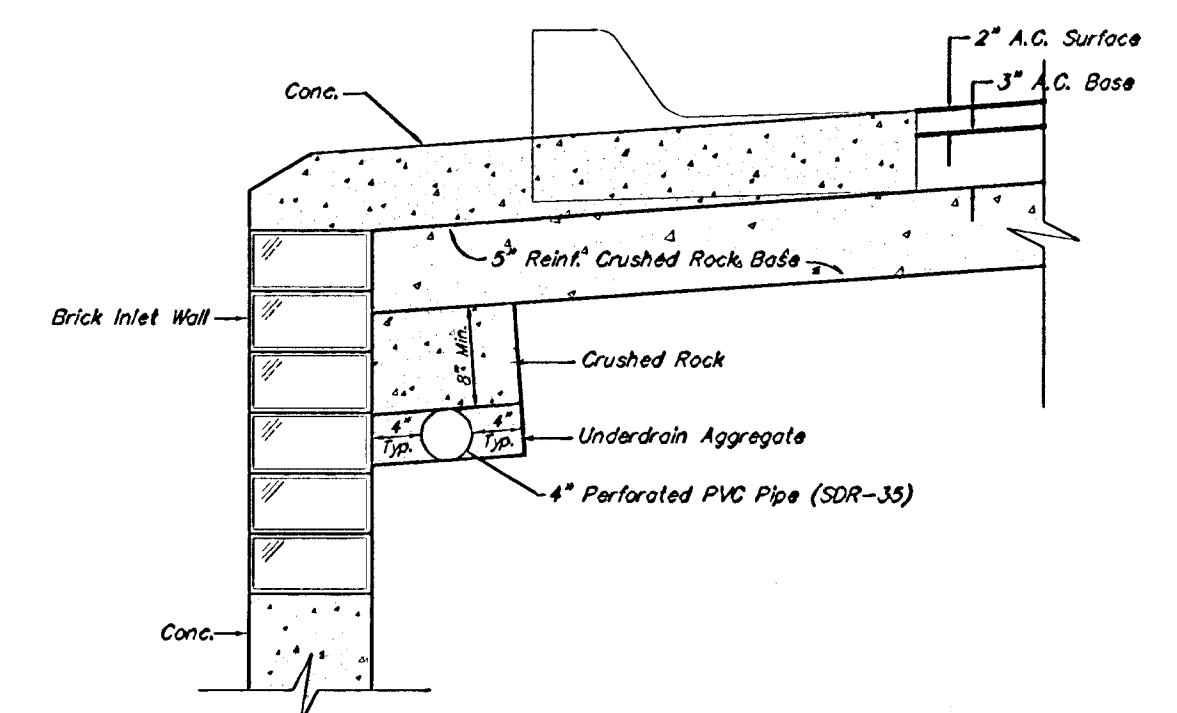 2" A.C. Surface
Conc.
3" A.C. Base
5" Reinf. Crushed Rock Base
Brick Inlet Wall
8" Min.
Crushed Rock
4" 4"
Typ. Typ.
Underdrain Aggregate
4" Perforated PVC Pipe (SDR-35)
Conc.